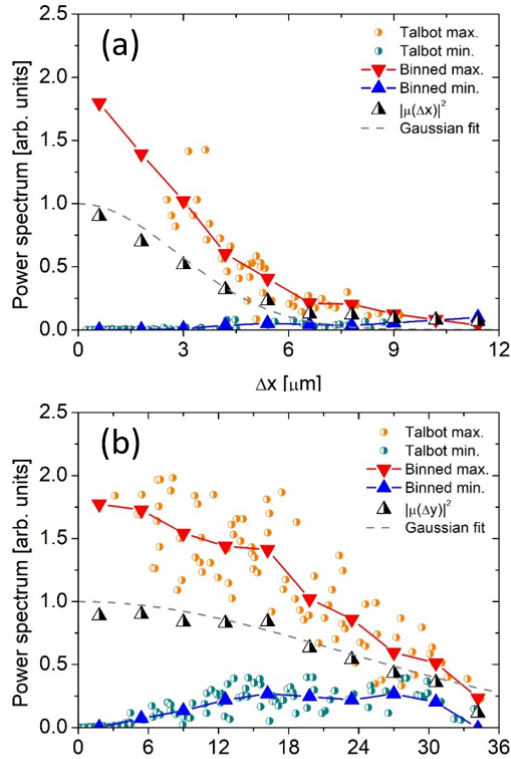 (a)
Talbot max.
Talbot min.
Binned max.
Binned min.
|μ(Δx)|²
Gaussian fit
Power spectrum [arb. units]
2.5
2.0
1.5
1.0
0.5
0.0
0 3 6 9 12
Δx [μm]
(b)
Talbot max.
Talbot min.
Binned max.
Binned min.
|μ(Δy)|²
Gaussian fit
Power spectrum [arb. units]
2.5
2.0
1.5
1.0
0.5
0.0
0 6 12 18 24 30 36